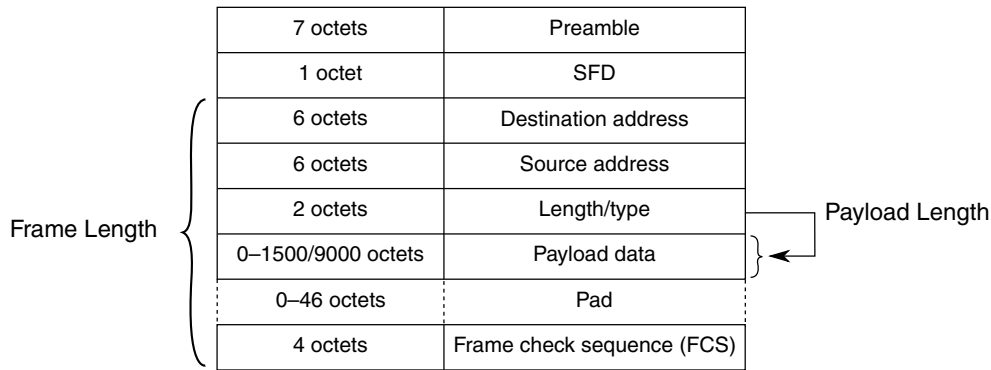 7 octets Preamble
1 octet SFD
6 octets Destination address
6 octets Source address
2 octets Length/type
Payload Length
Frame Length
0–1500/9000 octets Payload data
0–46 octets Pad
4 octets Frame check sequence (FCS)